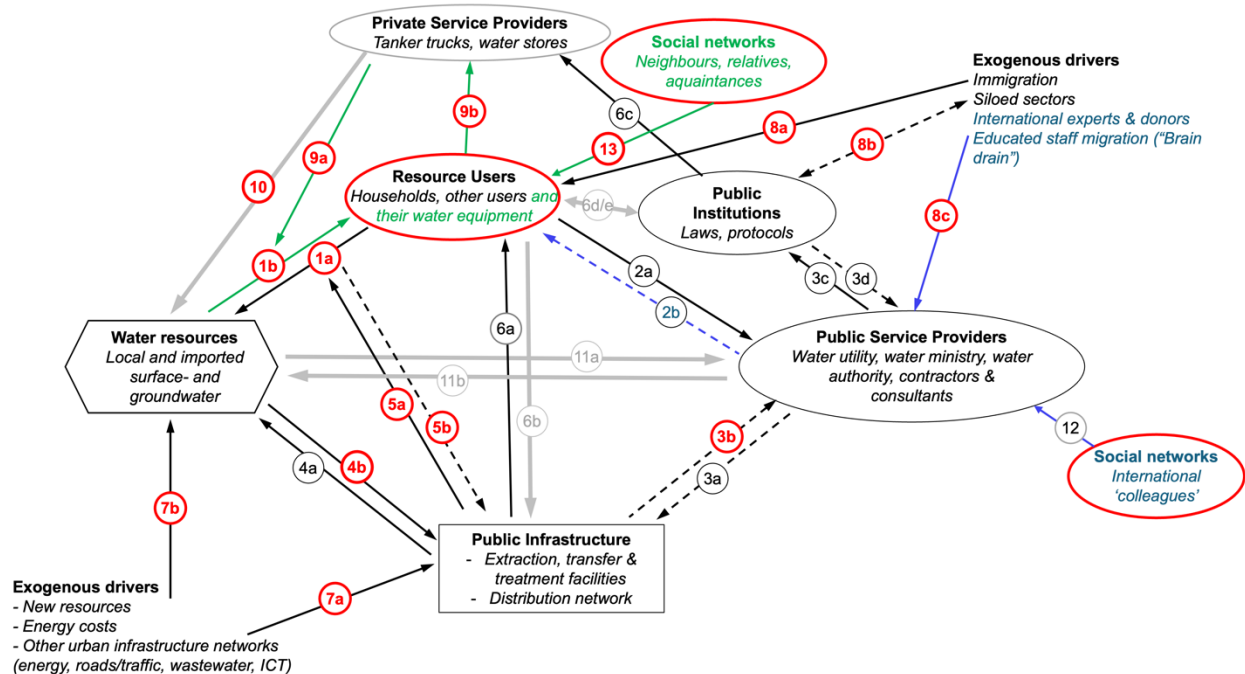 Private Service Providers
Tanker trucks, water stores
Social networks
Neighbours, relatives,
aquaintances
Exogenous drivers
Immigration
Siloed sectors
International experts & donors
Educated staff migration ("Brain
drain")
9b
6c
8a
8b
13
9a
10
Resource Users
Households, other users and
their water equipment
6d/e
Public
Institutions
Laws, protocols
8c
1b
1a
2a
2b
3c
3d
Water resources
Local and imported
surface- and
groundwater
6a
11a
11b
Public Service Providers
Water utility, water ministry, water
authority, contractors &
consultants
5a
5b
6b
3b
3a
12
Social networks
International
'colleagues'
4a
4b
7b
Public Infrastructure
- Extraction, transfer &
treatment facilities
- Distribution network
Exogenous drivers
- New resources
- Energy costs
- Other urban infrastructure networks
(energy, roads/traffic, wastewater, ICT)
7a